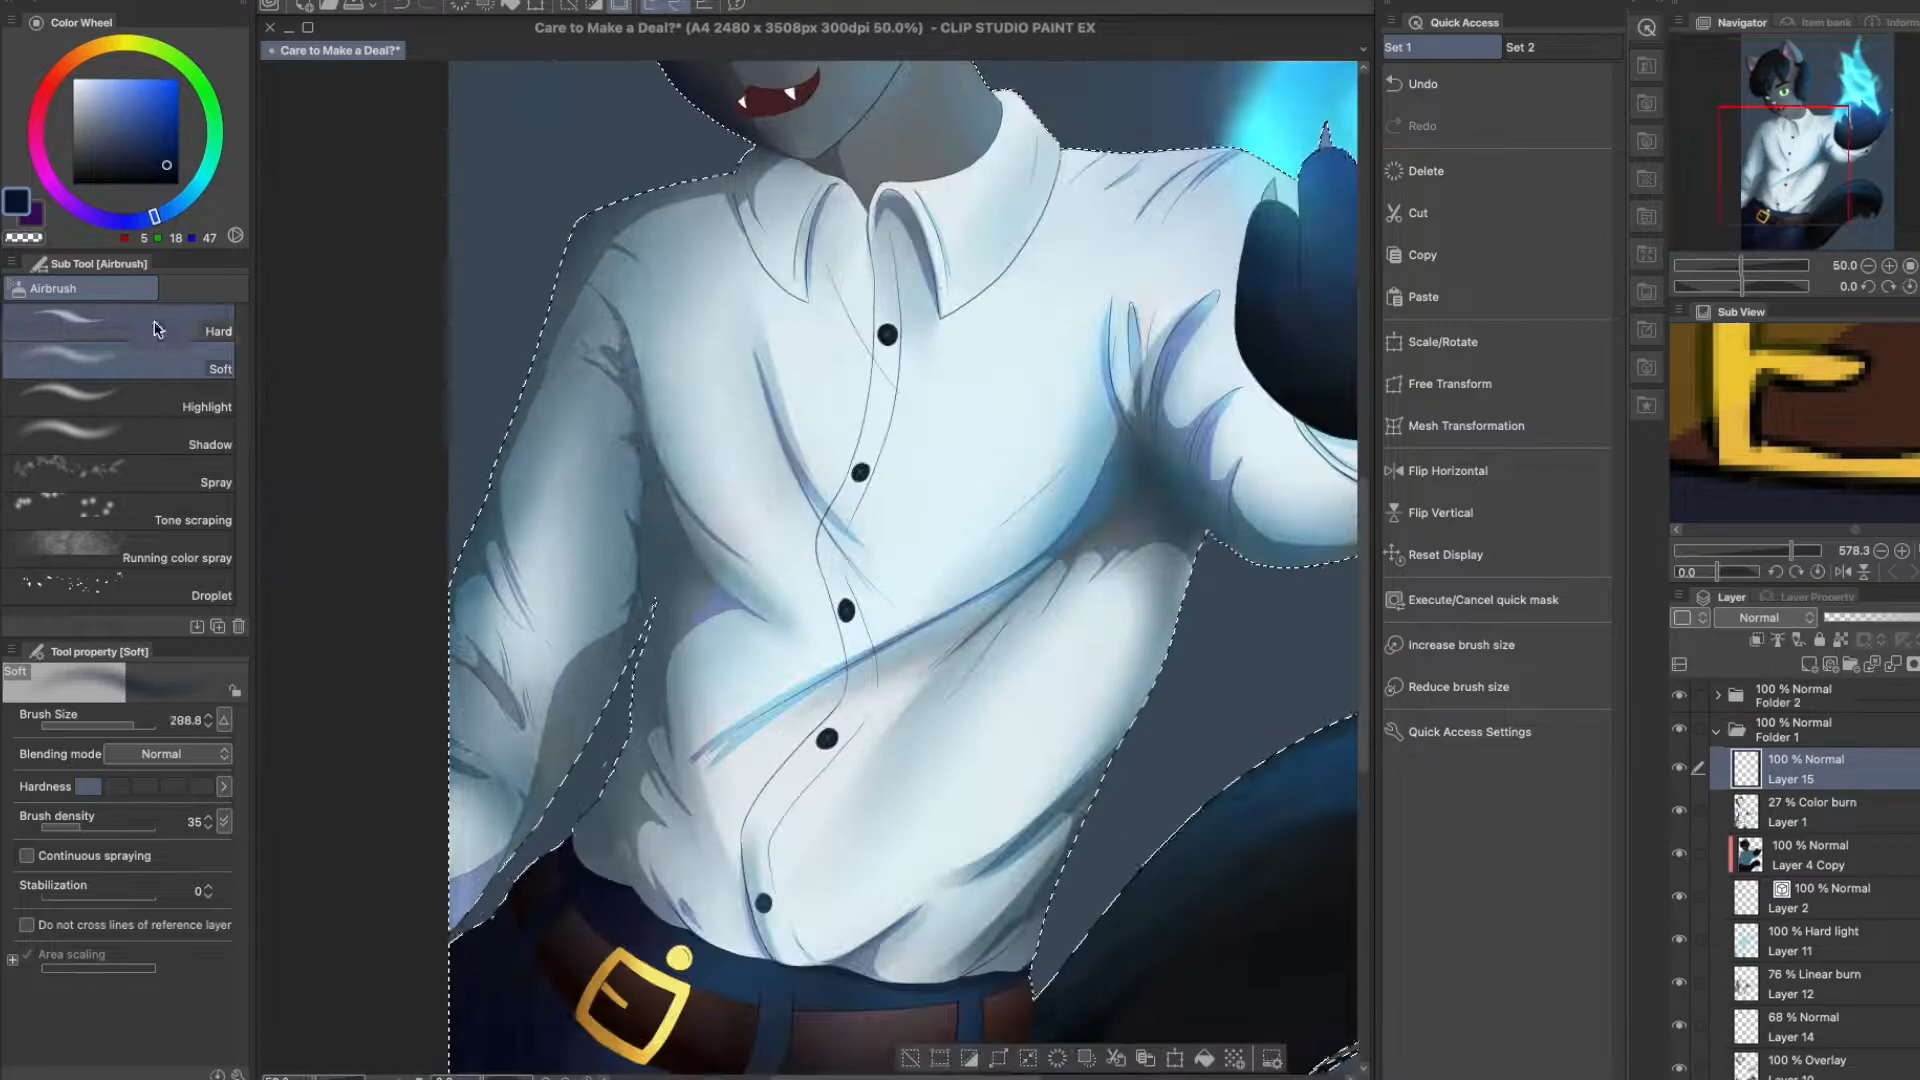 Color Wheel
5 18 47
Sub Tool [Airbrush]
Airbrush
Hard
Soft
Highlight
Shadow
Spray
Tone scraping
Running color spray
Droplet
Tool property [Soft]
Soft
Brush Size 286.8
Blending mode Normal
Hardness
Brush density 35
Continuous spraying
Stabilization 0
Do not cross lines of reference layer
Area scaling
Care to Make a Deal?* (A4 2480 x 3508px 300dpi 50.0%) - CLIP STUDIO PAINT EX
Care to Make a Deal?*
Quick Access
Set 1 Set 2
Undo
Redo
Delete
Cut
Copy
Paste
Scale/Rotate
Free Transform
Mesh Transformation
Flip Horizontal
Flip Vertical
Reset Display
Execute/Cancel quick mask
Increase brush size
Reduce brush size
Quick Access Settings
Navigator Item bank Inform
50.0
0.0
Sub View
578.3
0.0
Layer Layer Property
Normal
100 % Normal
Folder 2
100 % Normal
Folder 1
100 % Normal
Layer 15
27 % Color burn
Layer 1
100 % Normal
Layer 4 Copy
100 % Normal
Layer 2
100 % Hard light
Layer 11
76 % Linear burn
Layer 12
68 % Normal
Layer 14
100 % Overlay